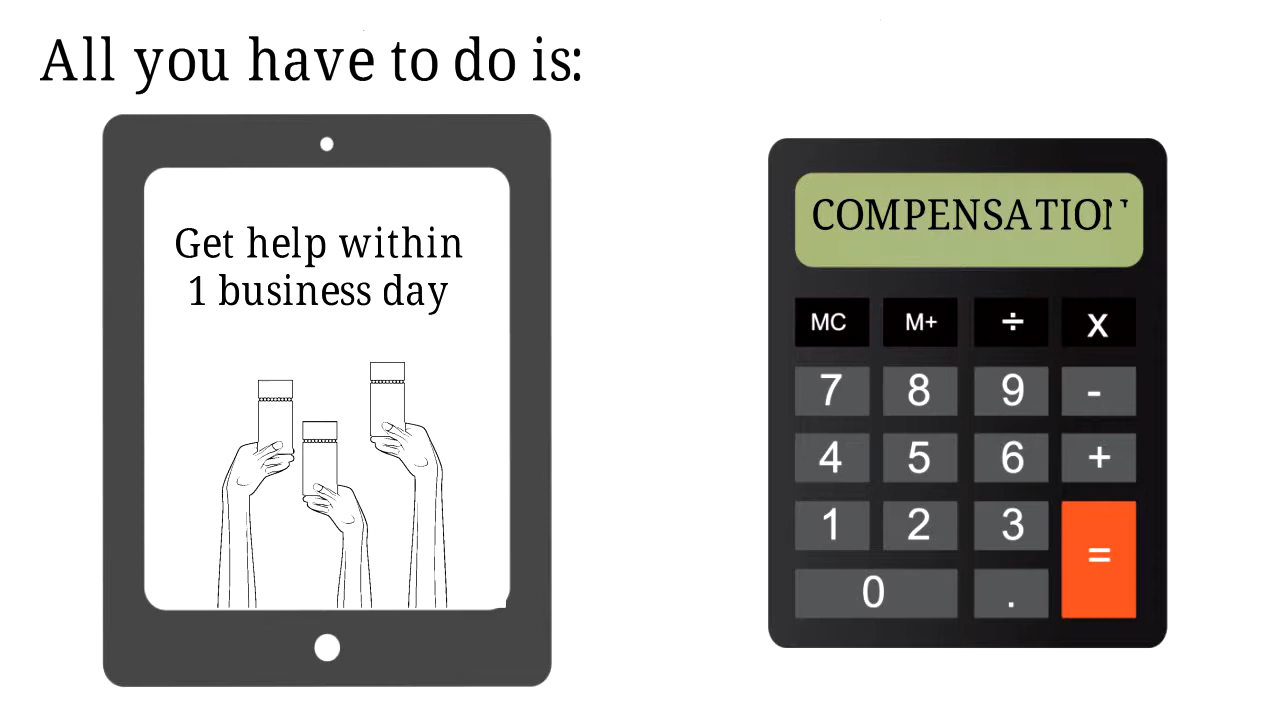 All you have to do is:
Get help within
1 business day
COMPENSATION
MC M+ ÷ x
7 8 9 -
4 5 6 +
1 2 3
=
0 .